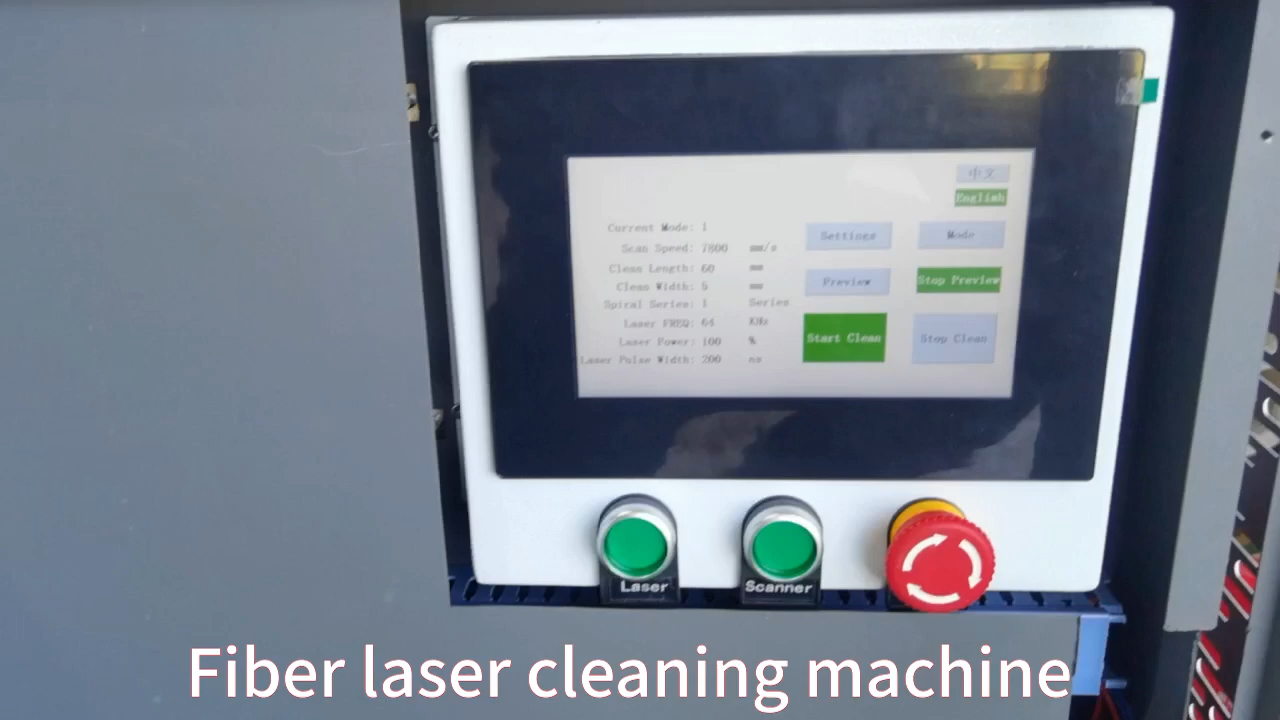 中文
English
Current Mode: 1
Scan Speed: 7800 mm/s
Clean Length: 60 mm
Clean Width: 5 mm
Spiral Series: 1 Series
Laser FREQ: 64 KHz
Laser Power: 100 %
Laser Pulse Width: 200 ns
Settings
Mode
Preview
Stop Preview
Start Clean
Stop Clean
Laser
Scanner
Fiber laser cleaning machine